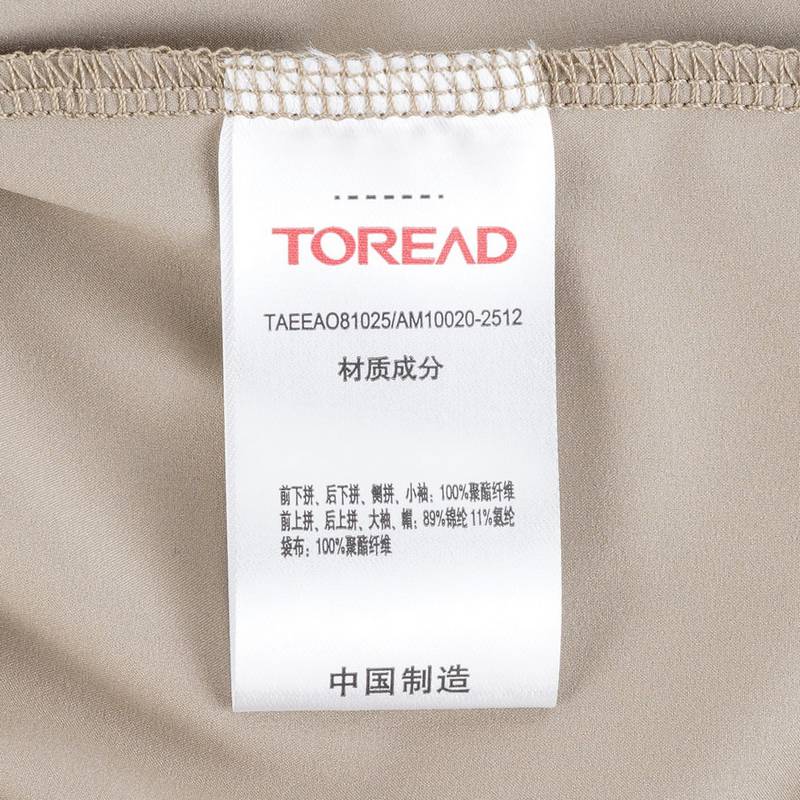 TOREAD
TAEEAO81025/AM10020-2512
材质成分
前下拼、后下拼、侧拼、小袖：100%聚酯纤维
前上拼、后上拼、大袖、帽：89%锦纶 11%氨纶
袋布：100%聚酯纤维
中国制造